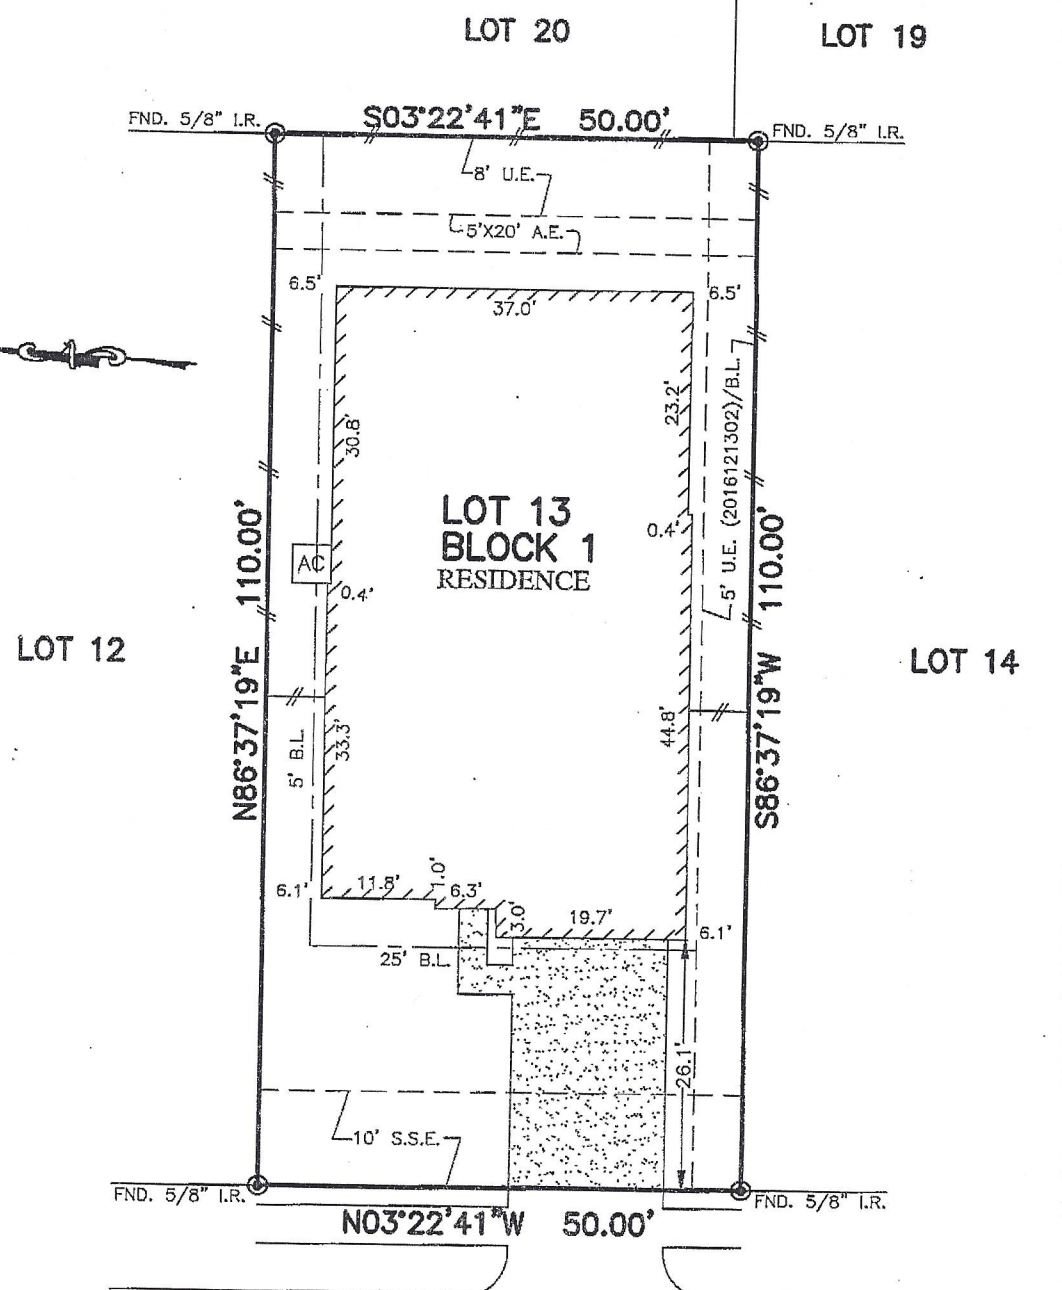 LOT 20
LOT 19
FND. 5/8" I.R.
S03°22'41"E 50.00'
FND. 5/8" I.R.
8' U.E.
5'X20' A.E.
6.5'
6.5'
37.0'
23.2'
30.8'
5' U.E. (2016121302)/B.L.
LOT 13
BLOCK 1
RESIDENCE
0.4'
AC
0.4'
N86°37'19"E 110.00'
S86°37'19"W 110.00'
LOT 12
LOT 14
5' B.L.
33.3'
44.8'
6.1'
11.8'
1.0'
6.3'
3.0'
19.7'
6.1'
25' B.L.
26.1'
10' S.S.E.
FND. 5/8" I.R.
FND. 5/8" I.R.
N03°22'41"W 50.00'